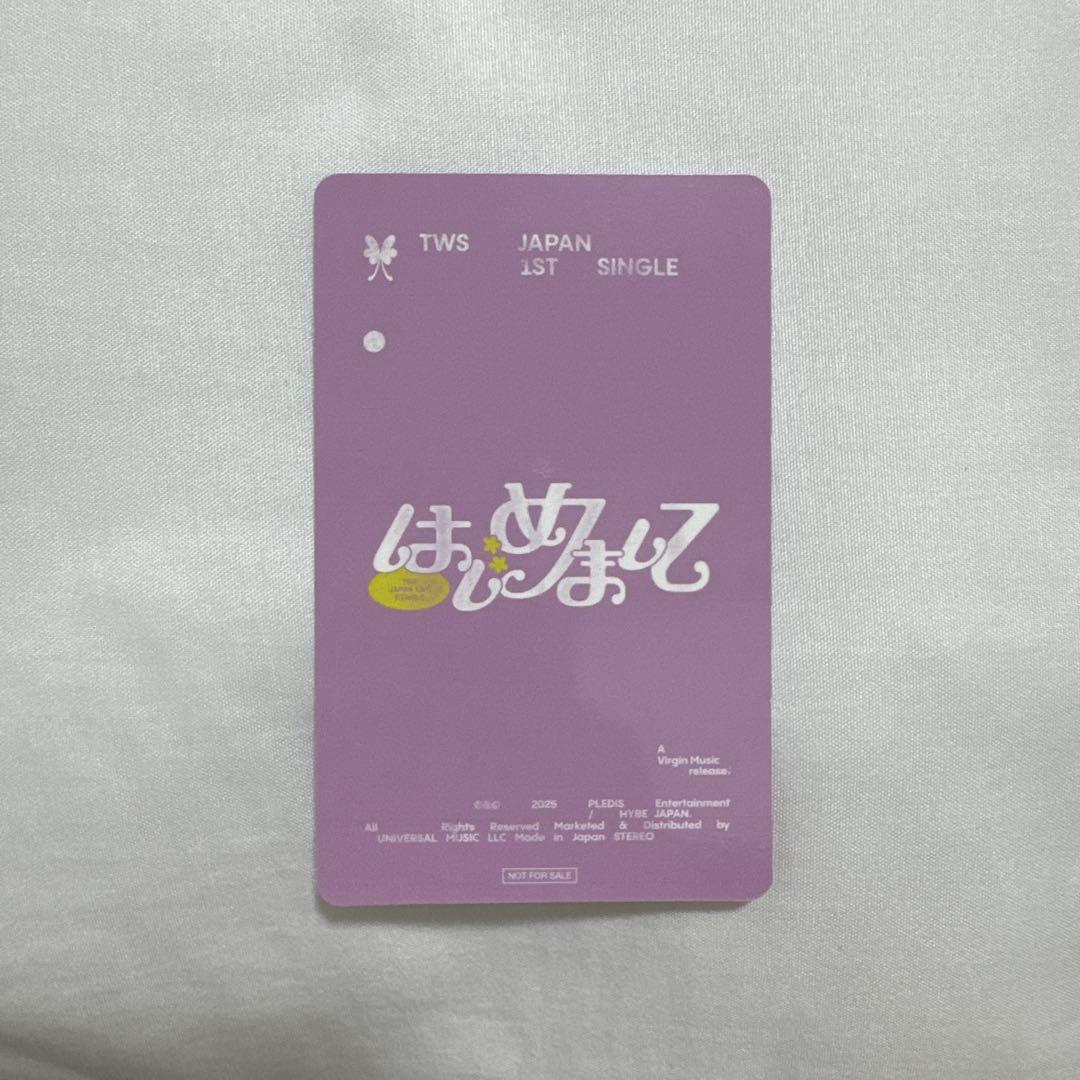 TWS JAPAN
1ST SINGLE
はじめまして
A
Virgin Music
release.
2025 PLEDIS Entertainment
/ HYBE JAPAN.
All Rights Reserved Marketed & Distributed by
UNIVERSAL MUSIC LLC Made in Japan STEREO
NOT FOR SALE